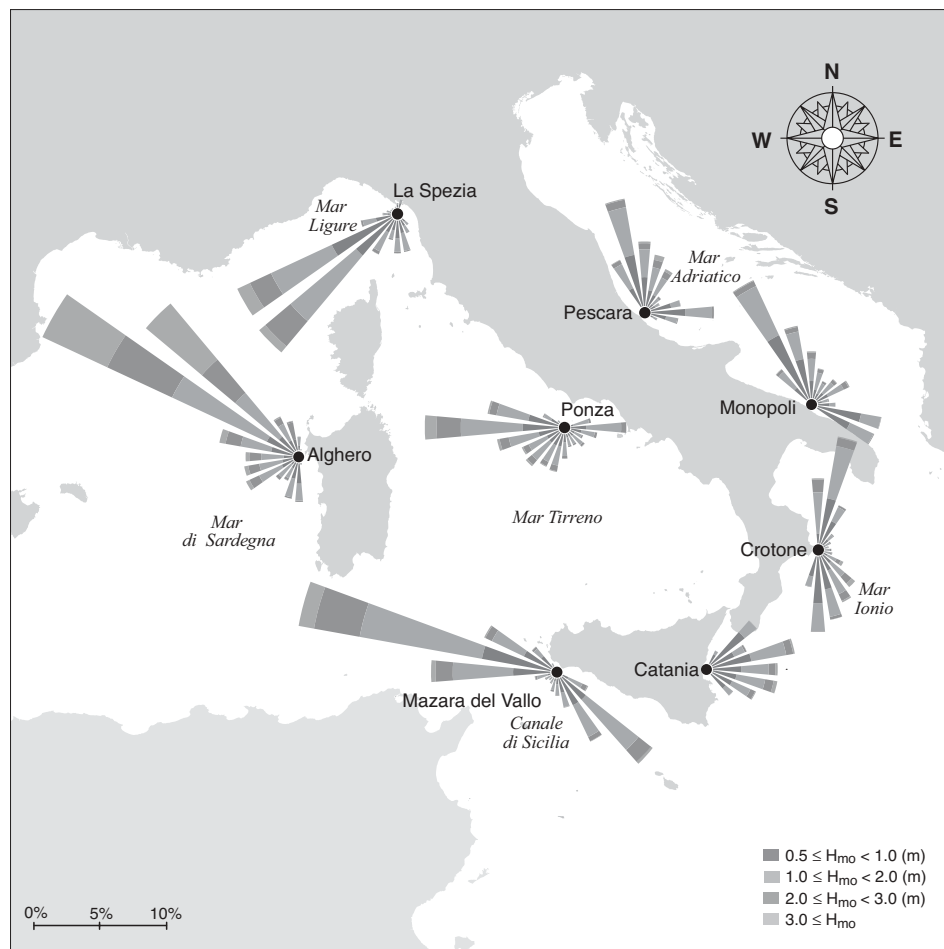 N
W
E
S
La Spezia
Mar
Ligure
Mar
Adriatico
Pescara
Monopoli
Ponza
Alghero
Mar
di Sardegna
Mar Tirreno
Crotone
Mar
Ionio
Catania
Mazara del Vallo
Canale
di Sicilia
0.5 ≤ Hmo < 1.0 (m)
1.0 ≤ Hmo < 2.0 (m)
2.0 ≤ Hmo < 3.0 (m)
3.0 ≤ Hmo
0% 5% 10%